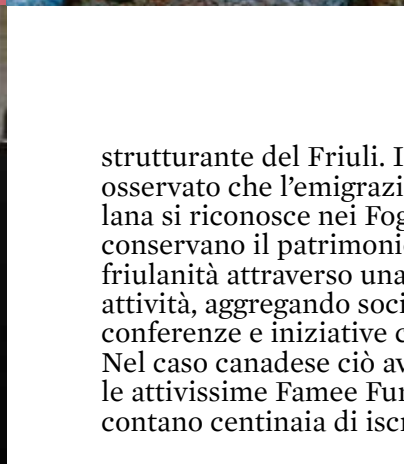 strutturante del Friuli.
osservato che l’emigrazi
lana si riconosce nei Fog
conservano il patrimoni
friulanità attraverso una
attività, aggregando soci
conferenze e iniziative
Nel caso canadese ciò av
le attivissime Famee Fur
contano centinaia di iscr